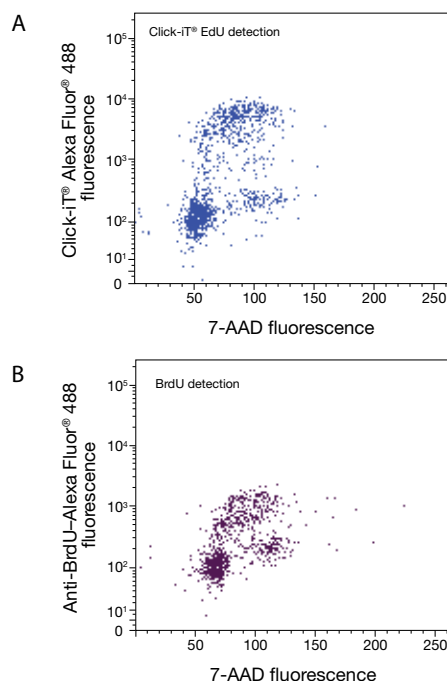 A
Click-iT® EdU detection
Click-iT® Alexa Fluor® 488
fluorescence
10⁵
10⁴
10³
10²
10¹
0
50 100 150 200 250
7-AAD fluorescence
B
BrdU detection
Anti-BrdU–Alexa Fluor® 488
fluorescence
10⁵
10⁴
10³
10²
10¹
0
0 50 100 150 200 250
7-AAD fluorescence